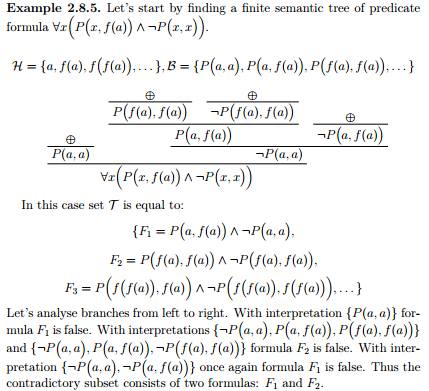 Example 2.8.5. Let's start by finding a finite semantic tree of predicate
formula ∀x(P(x, f(a)) ∧ ¬P(x, x)).
ℋ = {a, f(a), f(f(a)), . . . }, ℬ = {P(a, a), P(a, f(a)), P(f(a), f(a)), . . . }
⊕ ⊕
P(f(a), f(a)) ¬P(f(a), f(a)) ⊕
⊕ P(a, f(a)) ¬P(a, f(a))
P(a, a) ¬P(a, a)
∀x(P(x, f(a)) ∧ ¬P(x, x))
In this case set 𝒯 is equal to:
{F₁ = P(a, f(a)) ∧ ¬P(a, a),
F₂ = P(f(a), f(a)) ∧ ¬P(f(a), f(a)),
F₃ = P(f(f(a)), f(a)) ∧ ¬P(f(f(a)), f(f(a)), . . . }
Let's analyse branches from left to right. With interpretation {P(a, a)} for-
mula F₁ is false. With interpretations {¬P(a, a), P(a, f(a)), P(f(a), f(a))}
and {¬P(a, a), P(a, f(a)), ¬P(f(a), f(a)} formula F₂ is false. With inter-
pretation {¬P(a, a), ¬P(a, f(a))} once again formula F₁ is false. Thus the
contradictory subset consists of two formulas: F₁ and F₂.